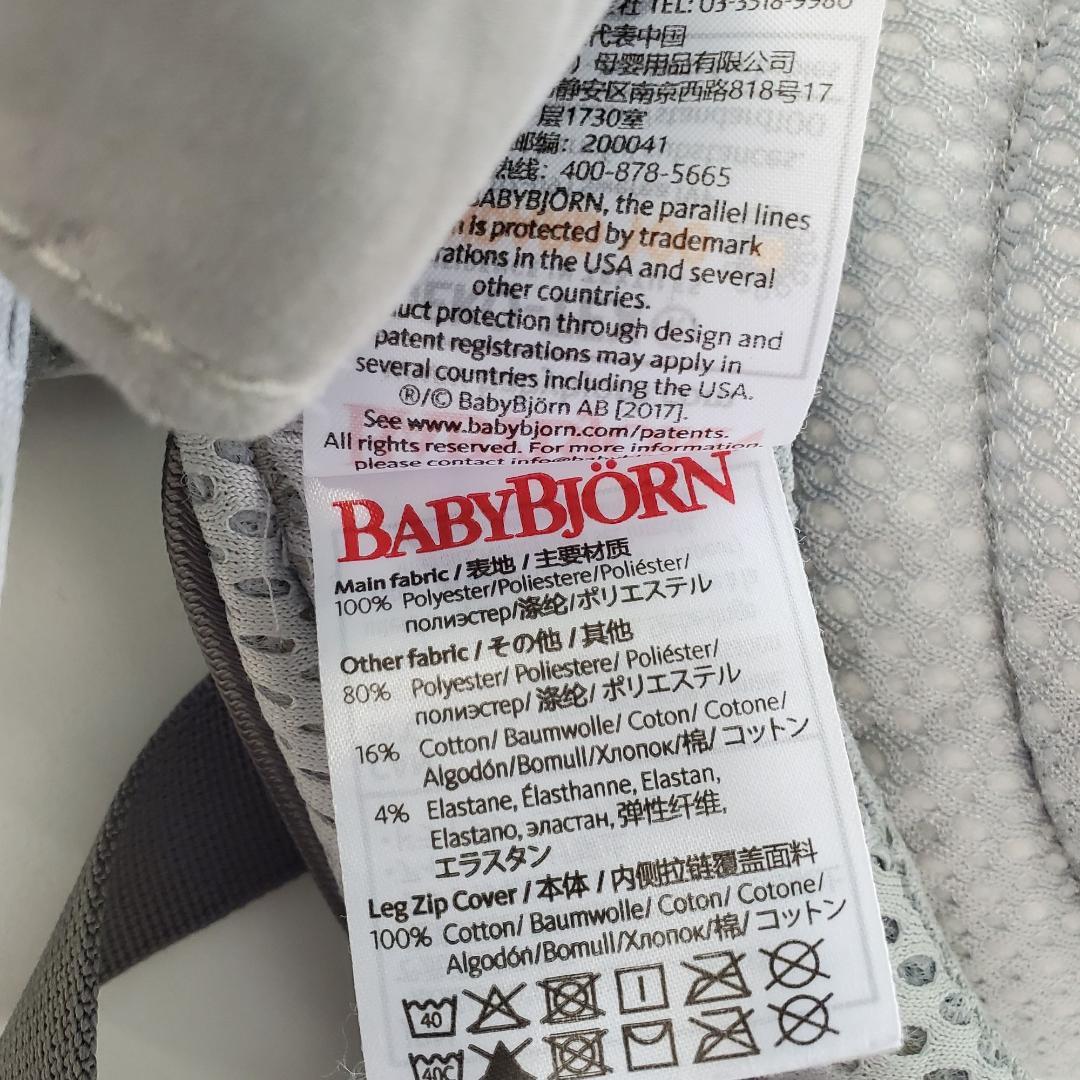 TEL: 03-3518-9980
代表中国
）母婴用品有限公司
静安区南京西路818号17
层1730室
邮编：200041
热线：400-878-5665
BABYBJÖRN, the parallel lines
is protected by trademark
rations in the USA and several
other countries.
uct protection through design and
patent registrations may apply in
several countries including the USA.
®/© BabyBjörn AB [2017].
See www.babybjorn.com/patents.
All rights reserved. For more information,
please contact
BABYBJÖRN
Main fabric / 表地 / 主要材质
100% Polyester/Poliestere/Poliéster/
полиэстер/涤纶/ポリエステル
Other fabric / その他 / 其他
80% Polyester/ Poliestere/ Poliéster/
полиэстер/ 涤纶/ ポリエステル
16% Cotton/ Baumwolle/ Coton/ Cotone/
Algodón/Bomull/Хлопок/棉/ コットン
4% Elastane, Élasthanne, Elastan,
Elastano, эластан, 弹性纤维,
エラスタン
Leg Zip Cover / 本体 / 内侧拉链覆盖面料
100% Cotton/ Baumwolle/ Coton/ Cotone/
Algodón/Bomull/Хлопок/棉/ コットン
40
40C